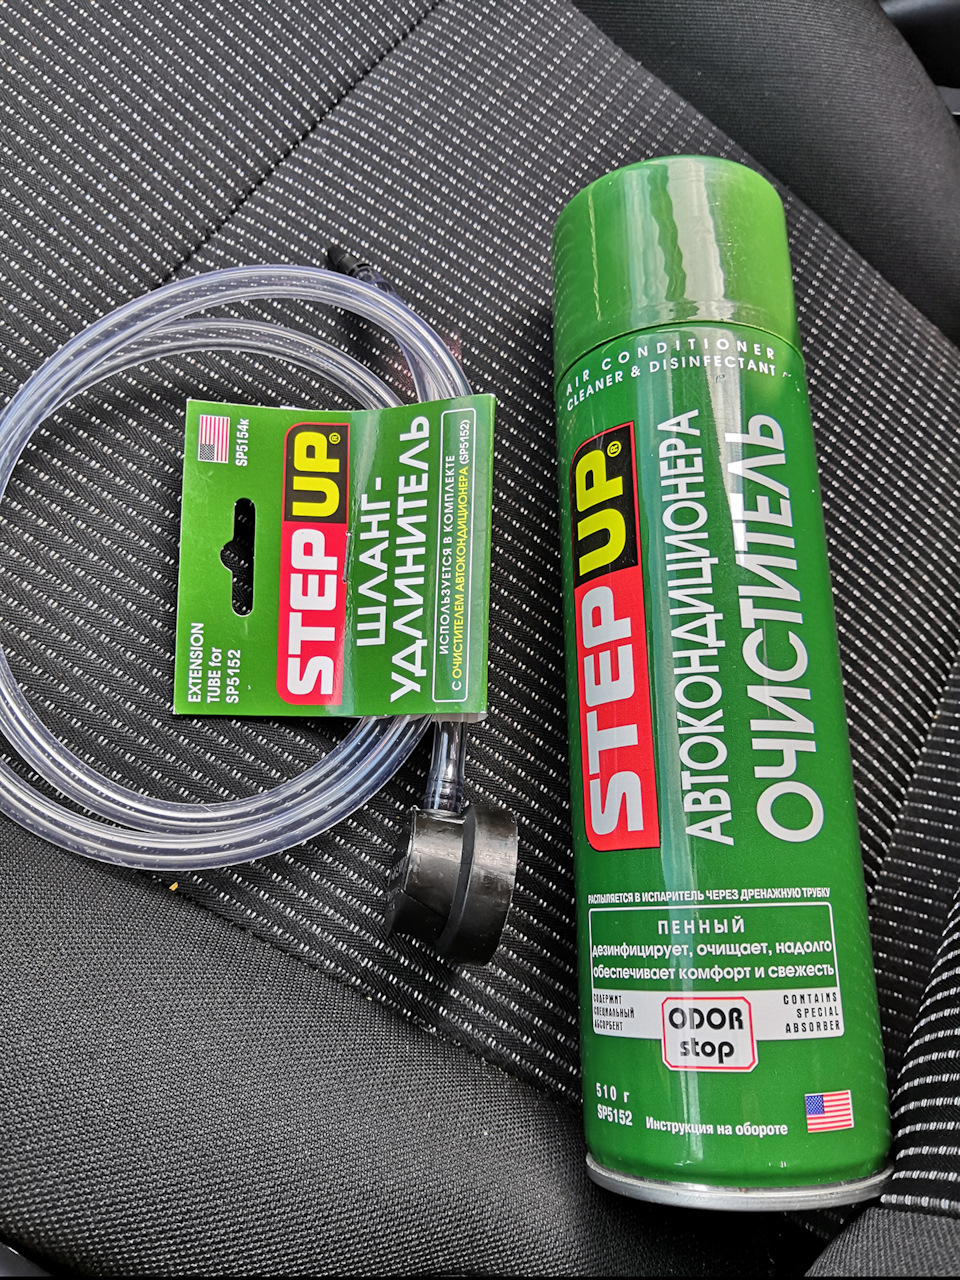 SP5154к
EXTENSION
TUBE for
SP5152
STEP UP®
ШЛАНГ-
УДЛИНИТЕЛЬ
ИСПОЛЬЗУЕТСЯ В КОМПЛЕКТЕ
С ОЧИСТИТЕЛЕМ АВТОКОНДИЦИОНЕРА (SP5152)
AIR CONDITIONER
CLEANER & DISINFECTANT
STEP UP®
АВТОКОНДИЦИОНЕРА
ОЧИСТИТЕЛЬ
РАСПЫЛЯЕТСЯ В ИСПАРИТЕЛЬ ЧЕРЕЗ ДРЕНАЖНУЮ ТРУБКУ
ПЕННЫЙ
дезинфицирует, очищает, надолго
обеспечивает комфорт и свежесть
СОДЕРЖИТ
СПЕЦИАЛЬНЫЙ
АБСОРБЕНТ
ODOR
stop
CONTAINS
SPECIAL
ABSORBER
510 г
SP5152
Инструкция на обороте